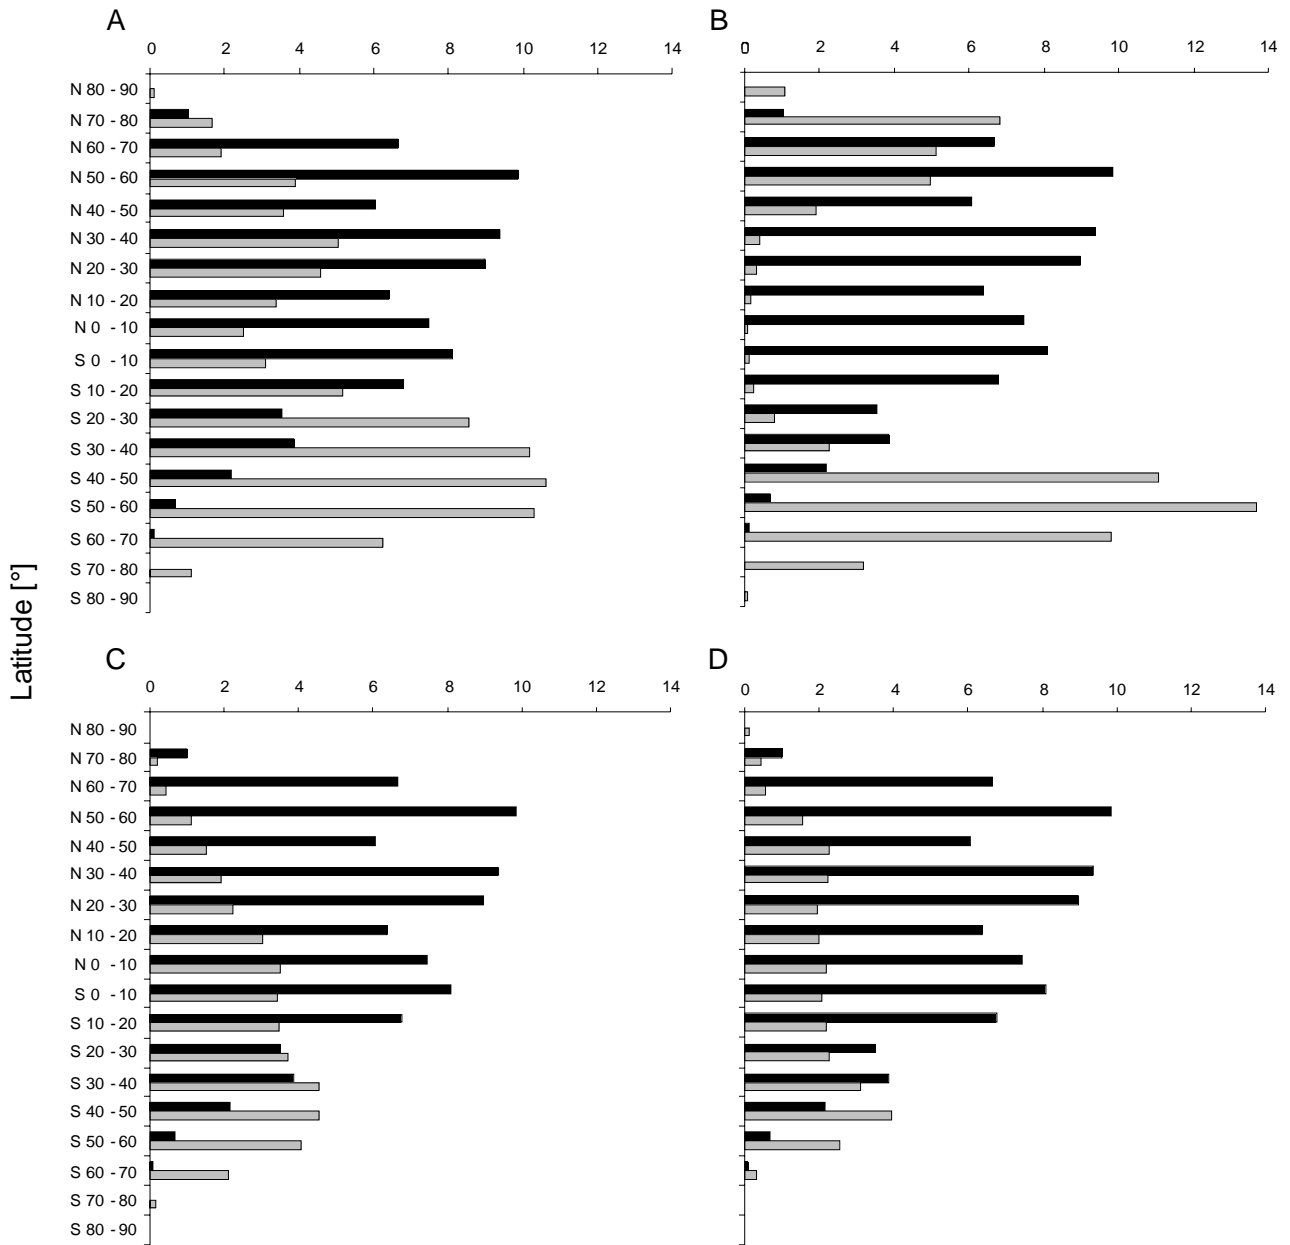 A B
0 2 4 6 8 10 12 14 0 2 4 6 8 10 12 14
N 80 - 90
N 70 - 80
N 60 - 70
N 50 - 60
N 40 - 50
N 30 - 40
N 20 - 30
N 10 - 20
N 0 - 10
S 0 - 10
S 10 - 20
S 20 - 30
S 30 - 40
S 40 - 50
S 50 - 60
S 60 - 70
S 70 - 80
S 80 - 90
Latitude [°]
C D
0 2 4 6 8 10 12 14 0 2 4 6 8 10 12 14
N 80 - 90
N 70 - 80
N 60 - 70
N 50 - 60
N 40 - 50
N 30 - 40
N 20 - 30
N 10 - 20
N 0 - 10
S 0 - 10
S 10 - 20
S 20 - 30
S 30 - 40
S 40 - 50
S 50 - 60
S 60 - 70
S 70 - 80
S 80 - 90